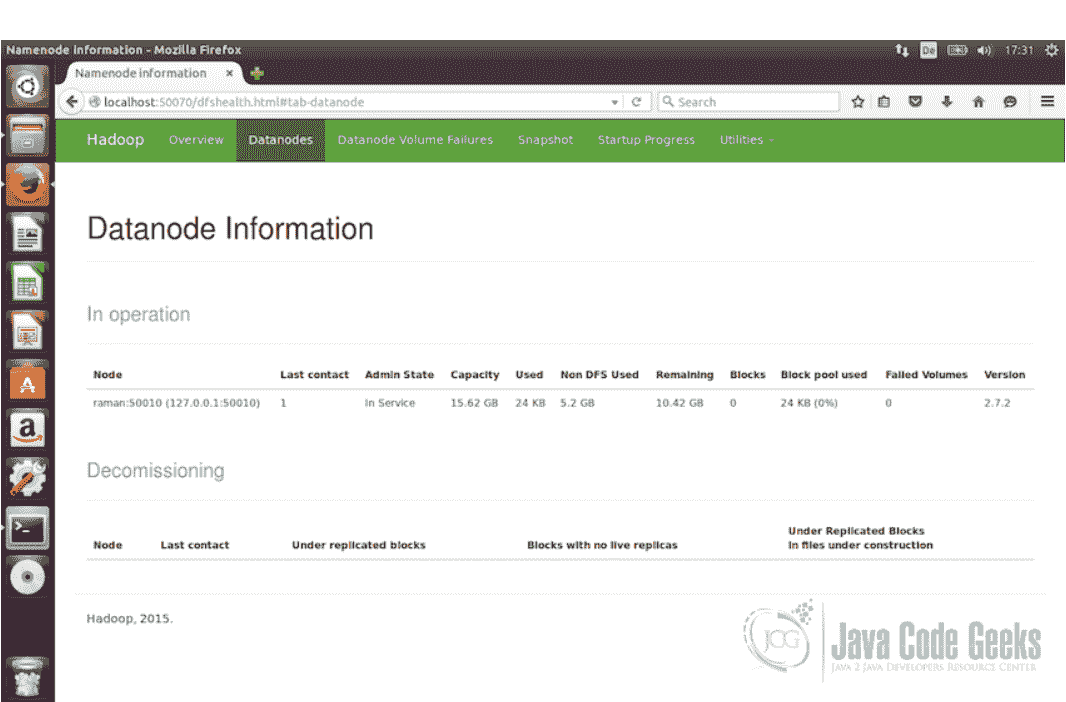 Namenode information - Mozilla Firefox De 17:31
Namenode information ×
localhost:50070/dfshealth.html#tab-datanode Search
Hadoop Overview Datanodes Datanode Volume Failures Snapshot Startup Progress Utilities
Datanode Information
In operation
Node Last contact Admin State Capacity Used Non DFS Used Remaining Blocks Block pool used Failed Volumes Version
raman:50010 (127.0.0.1:50010) 1 In Service 15.62 GB 24 KB 5.2 GB 10.42 GB 0 24 KB (0%) 0 2.7.2
Decomissioning
Under Replicated Blocks
Node Last contact Under replicated blocks Blocks with no live replicas In files under construction
Hadoop, 2015.
JCG Java Code Geeks
JAVA 2 JAVA DEVELOPERS RESOURCE CENTER
A
a
>_